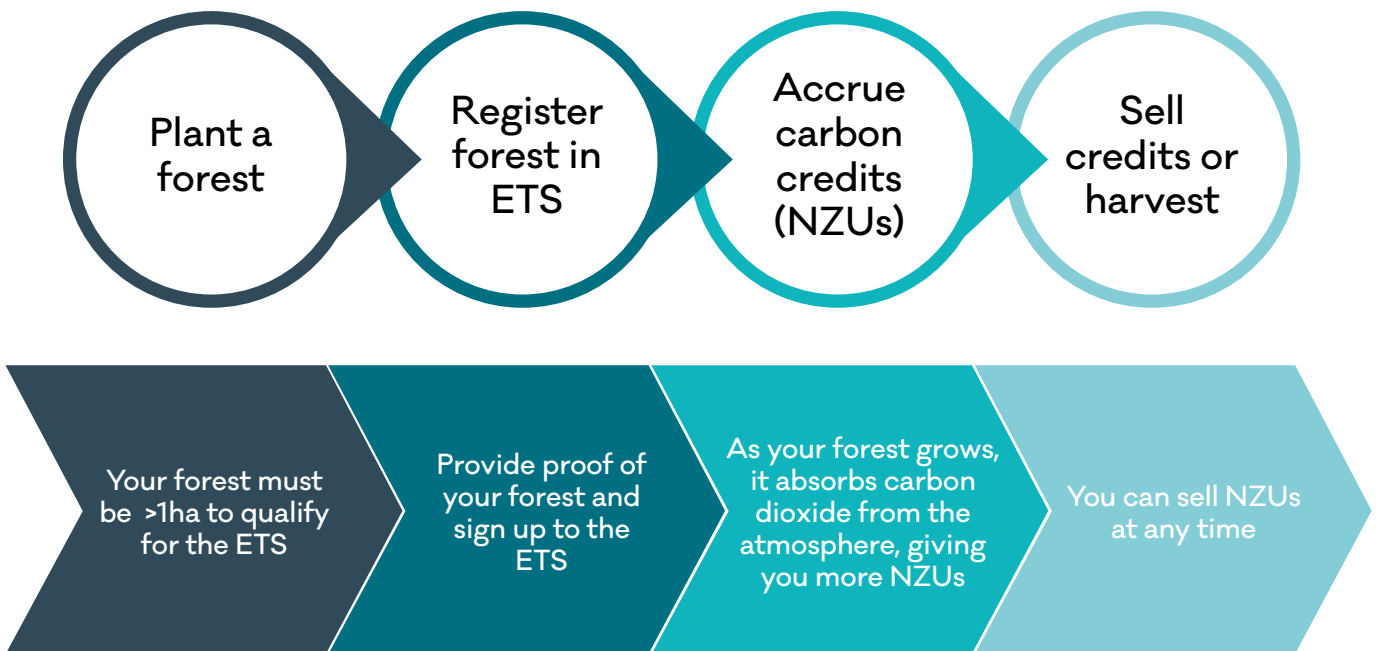 Plant a
forest
Register
forest in
ETS
Accrue
carbon
credits
(NZUs)
Sell
credits or
harvest
Your forest must
be >1ha to qualify
for the ETS
Provide proof of
your forest and
sign up to the
ETS
As your forest grows,
it absorbs carbon
dioxide from the
atmosphere, giving
you more NZUs
You can sell NZUs
at any time